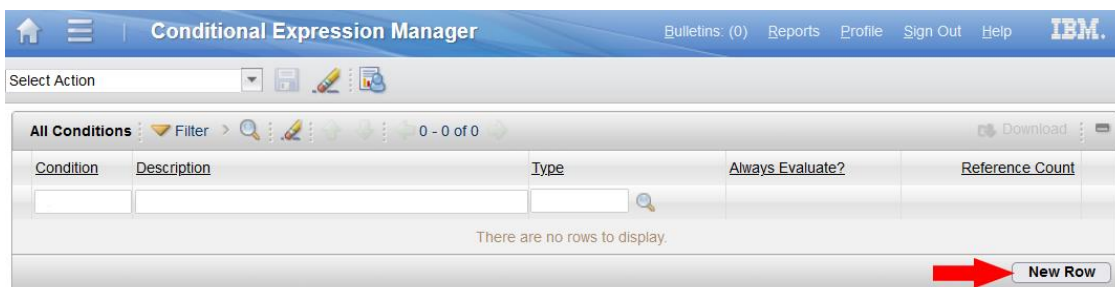 Conditional Expression Manager Bulletins: (0) Reports Profile Sign Out Help IBM.
Select Action
All Conditions Filter > 0 - 0 of 0 Download
Condition Description Type Always Evaluate? Reference Count
There are no rows to display.
New Row